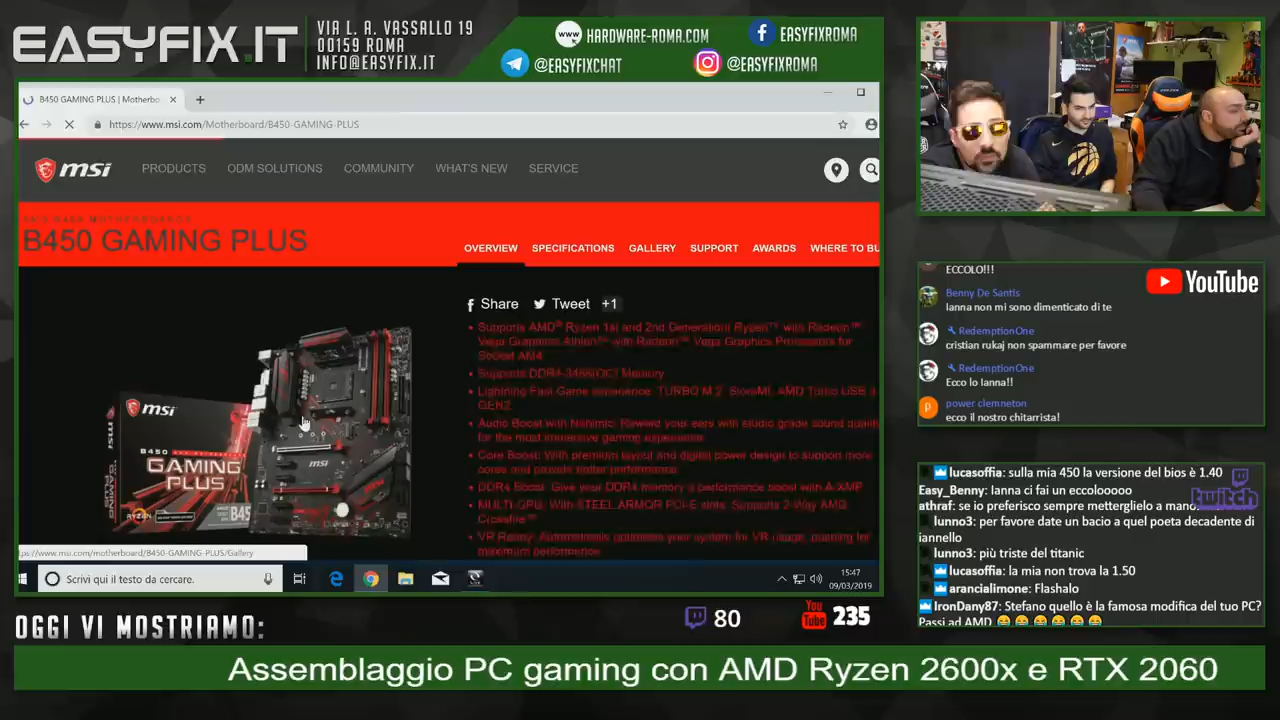 EASYFIX.IT
VIA L. A. VASSALLO 19
00159 ROMA
INFO@EASYFIX.IT
www
HARDWARE-ROMA.COM
EASYFIXROMA
@EASYFIXCHAT
@EASYFIXROMA
B450 GAMING PLUS | Motherbo
https://www.msi.com/Motherboard/B450-GAMING-PLUS
msi
PRODUCTS
ODM SOLUTIONS
COMMUNITY
WHAT'S NEW
SERVICE
B450 GAMING PLUS
OVERVIEW
SPECIFICATIONS
GALLERY
SUPPORT
AWARDS
WHERE TO BU
Share
Tweet
+1
Supports AMD® Ryzen 1st and 2nd Generation/ Ryzen™ with Radeon™
Vega Graphics/ Athlon™ with Radeon™ Vega Graphics Processors for
Socket AM4
Supports DDR4-3466(OC) Memory
Lightning Fast Game experience: TURBO M.2, StoreMI, AMD Turbo USB 3
GEN2
Audio Boost with Nahimic: Reward your ears with studio grade sound qualit
for the most immersive gaming experience
Core Boost: With premium layout and digital power design to support more
cores and provide better performance
DDR4 Boost: Give your DDR4 memory a performance boost with A-XMP
MULTI-GPU: With STEEL ARMOR PCI-E slots. Supports 2-Way AMD
Crossfire™
VR Ready: Automatically optimizes your system for VR usage, pushing for
maximum performance
msi
B450
GAMING
PLUS
RYZEN
B45
msi
ps://www.msi.com/motherboard/B450-GAMING-PLUS/Gallery
Scrivi qui il testo da cercare.
15:47
09/03/2019
YouTube
ECCOLO!!!
Benny De Santis
Ianna non mi sono dimenticato di te
RedemptionOne
cristian rukaj non spammare per favore
RedemptionOne
Ecco lo Ianna!!
power clemneton
ecco il nostro chitarrista!
twitch
lucasoffia: sulla mia 450 la versione del bios è 1.40
Easy_Benny: Ianna ci fai un eccolooooo
athraf: se io preferisco sempre metterglielo a mano.
lunno3: per favore date un bacio a quel poeta decadente di
iannello
lunno3: più triste del titanic
lucasoffia: la mia non trova la 1.50
arancialimone: Flashalo
IronDany87: Stefano quello è la famosa modifica del tuo PC?
Passi ad AMD 😂😂😂😂😂😂
OGGI VI MOSTRIAMO:
80
You
Tube
235
Assemblaggio PC gaming con AMD Ryzen 2600x e RTX 2060